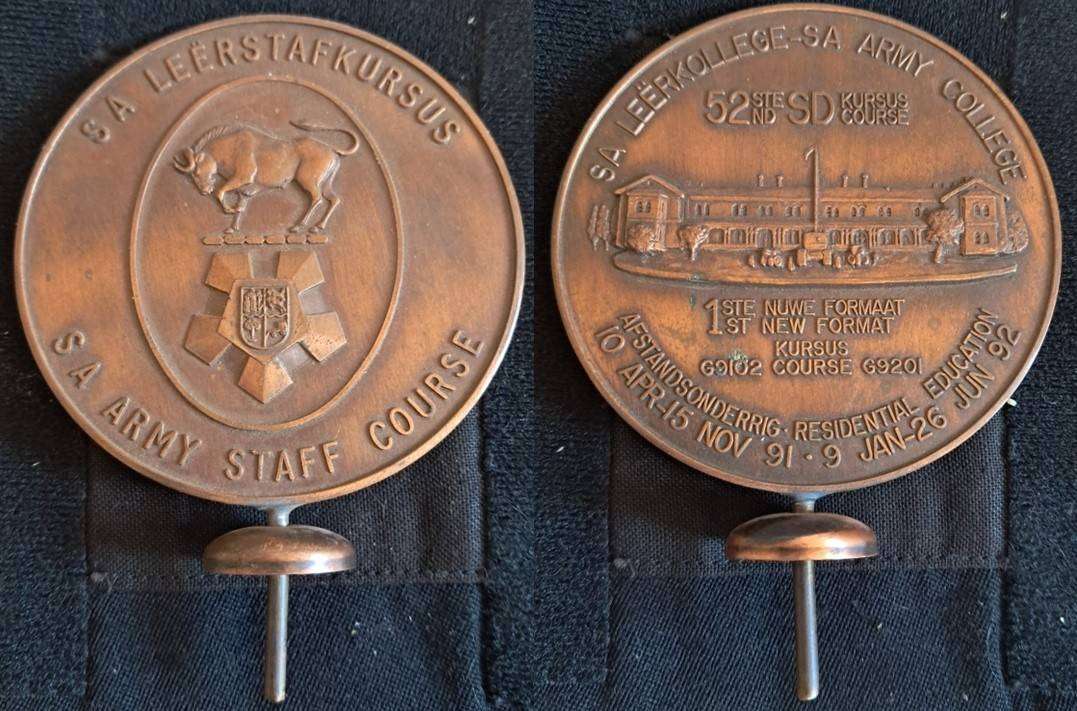 SA LEËRSTAFKURSUS
SA ARMY STAFF COURSE
SA LEËRKOLLEGE-SA ARMY COLLEGE
52STE SD KURSUS
ND COURSE
1STE NUWE FORMAAT
1ST NEW FORMAT
KURSUS
G9102 COURSE G9201
AFSTANDSONDERRIG · RESIDENTIAL EDUCATION
10 APR-15 NOV 91 · 9 JAN-26 JUN 92